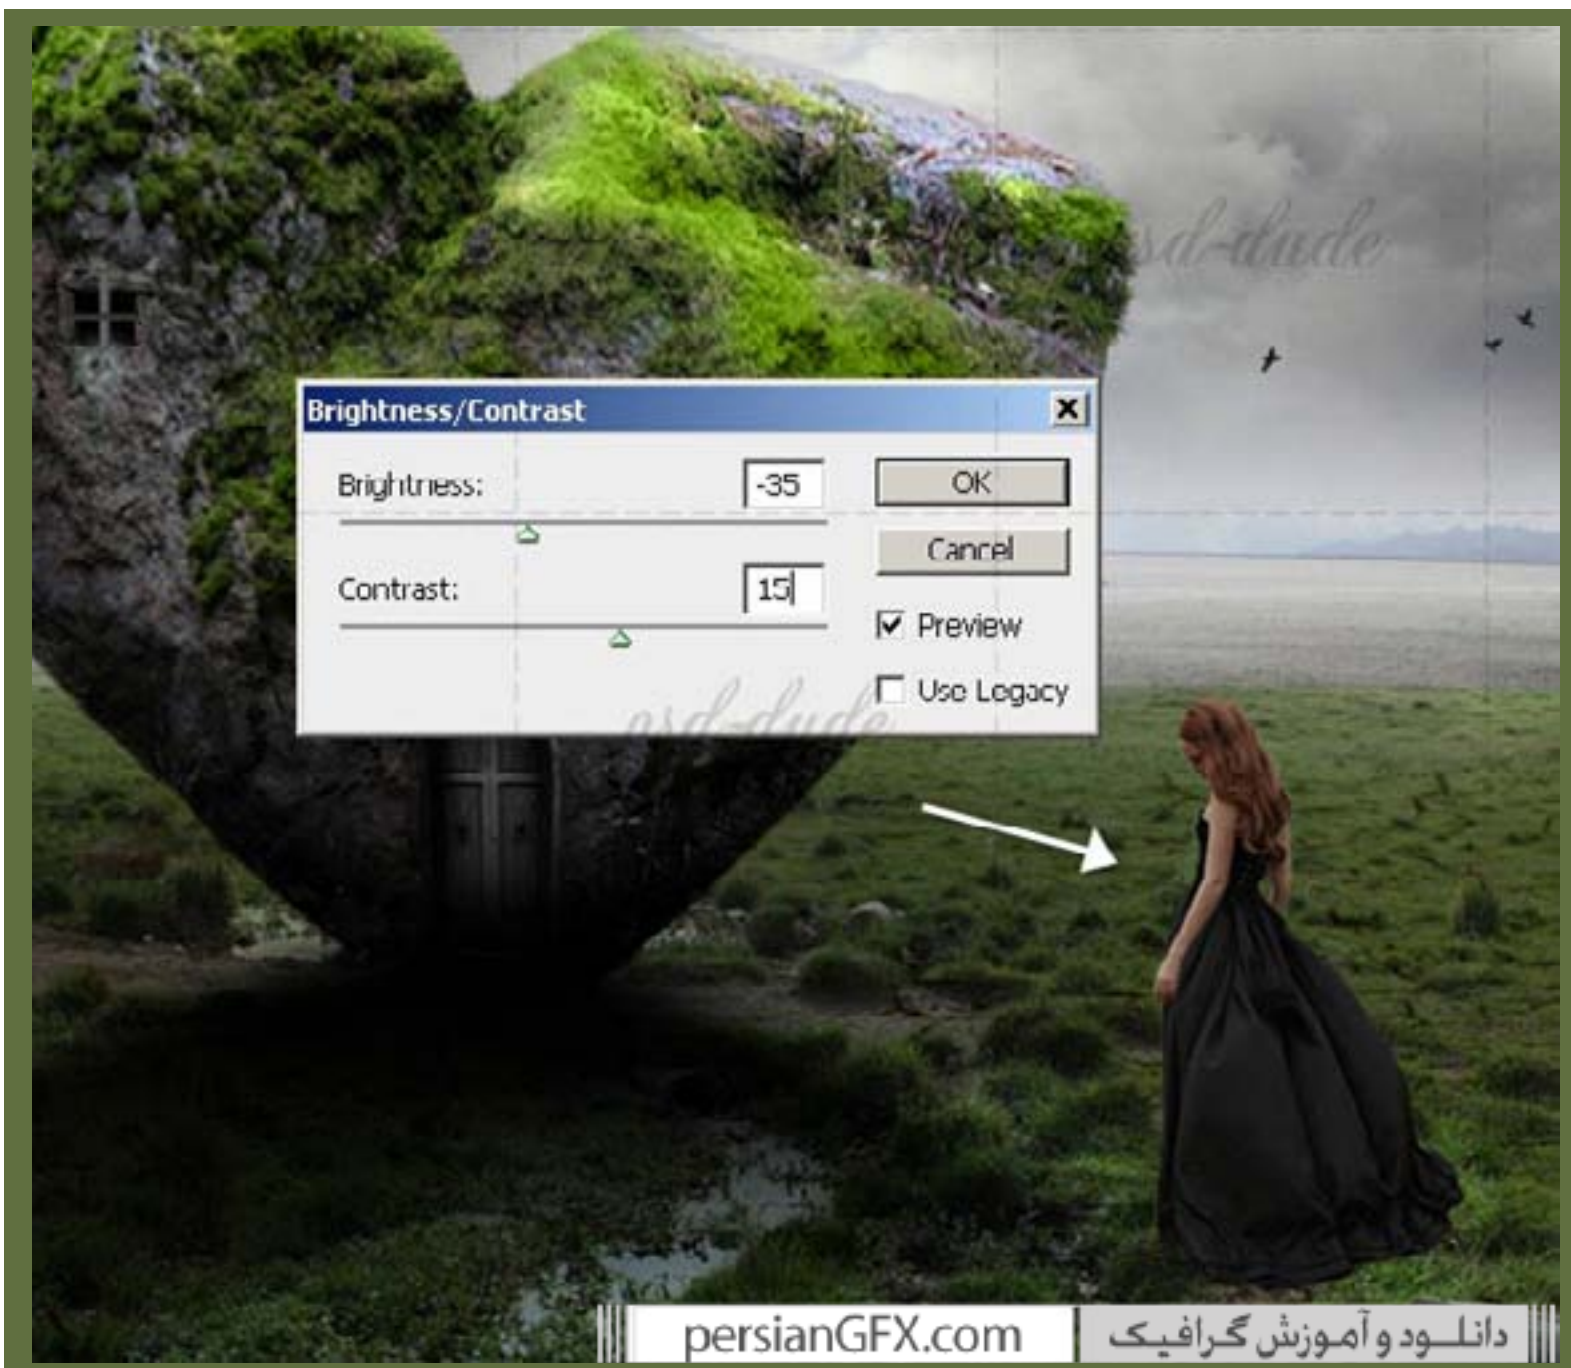 psd-dude
Brightness/Contrast
Brightness:
-35
OK
Cancel
Contrast:
15
Preview
Use Legacy
psd-dude
persianGFX.com
دانلــود و آموزش گرافیک